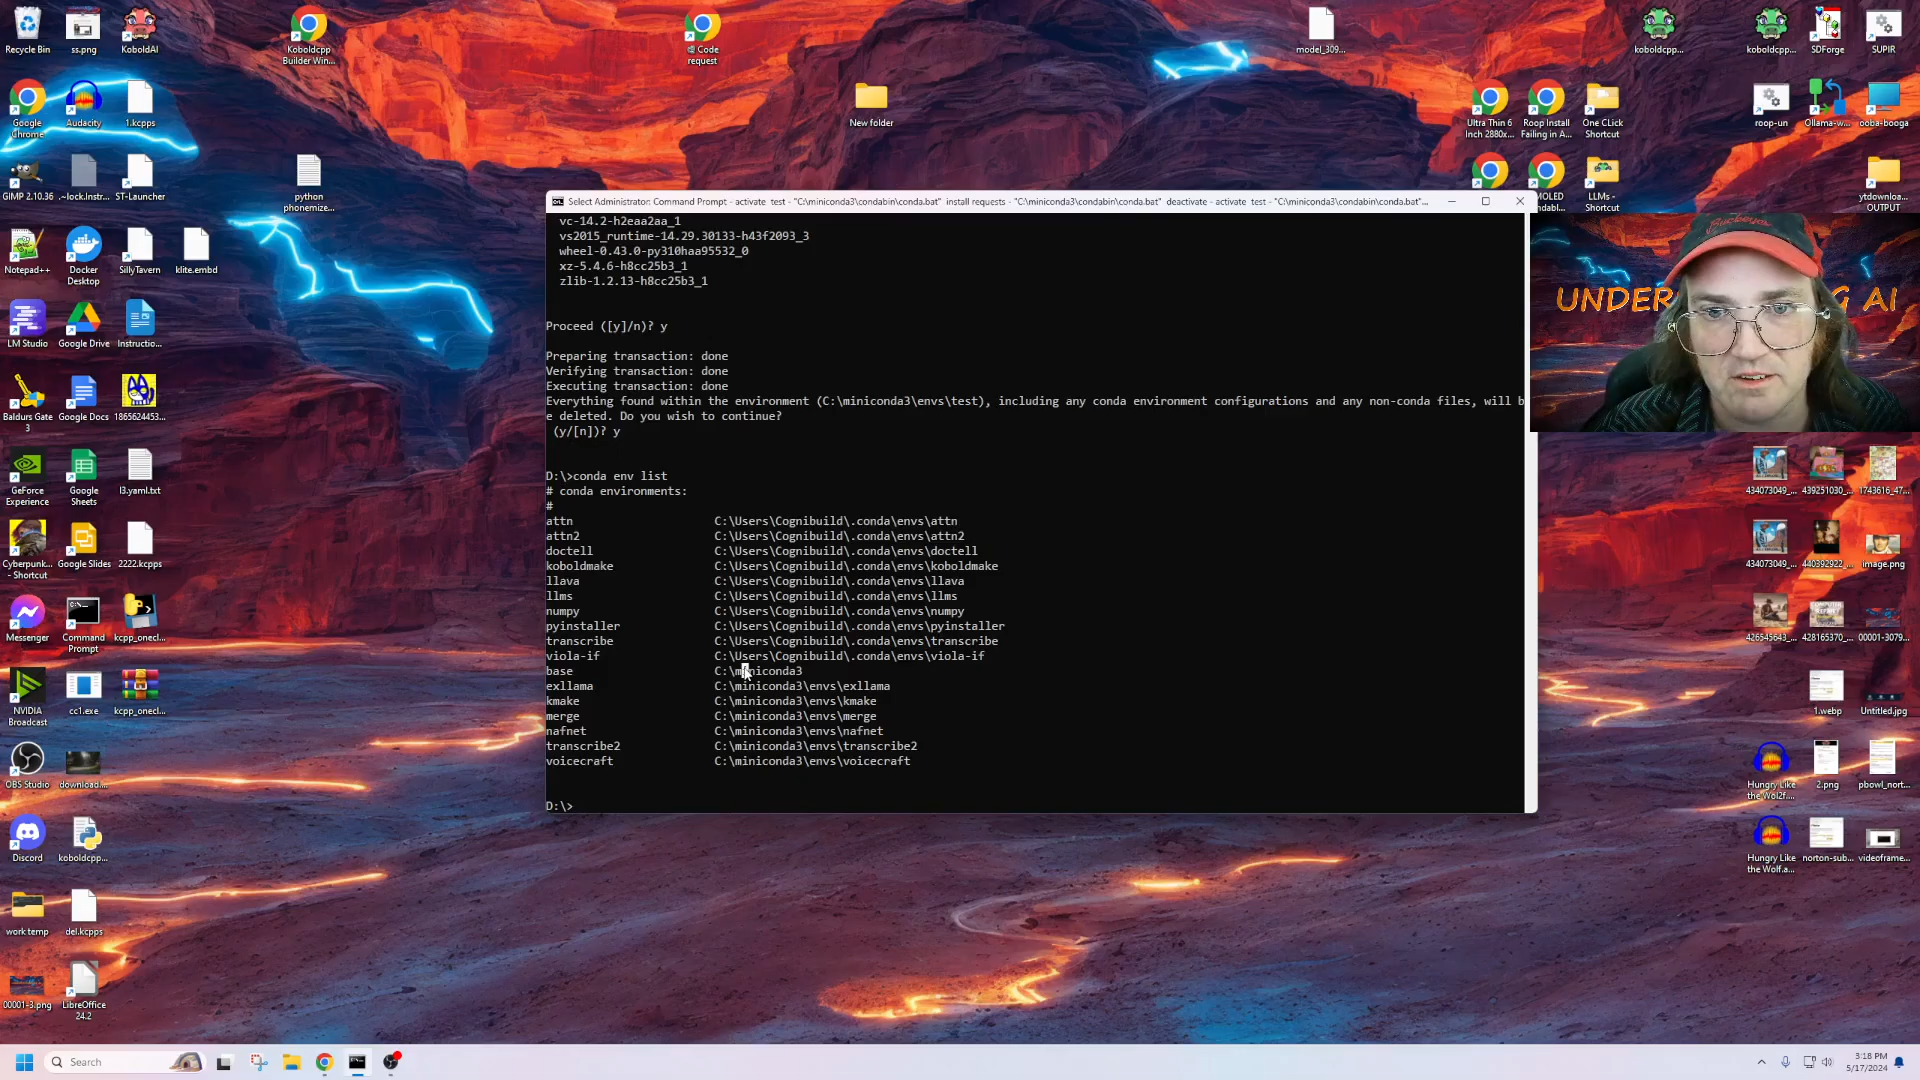 Recycle Bin
ss.png
KoboldAI
Koboldcpp
Builder Win...
Code
request
model_309...
koboldcpp...
koboldcpp...
SDForge
SUPIR
Google
Chrome
Audacity
1.kcpps
New folder
Ultra Thin 6
Inch 2880x...
Roop Install
Failing in A...
One CLick
Shortcut
roop-un
Ollama-w...
ooba-booga
GIMP 2.10.36
.~lock.Instr...
ST-Launcher
python
phonemize...
LLMs -
Shortcut
ytdownloa...
OUTPUT
Notepad++
Docker
Desktop
SillyTavern
klite.embd
LM Studio
Google Drive
Instructio...
Baldurs Gate
3
Google Docs
1865624453...
GeForce
Experience
Google
Sheets
l3.yaml.txt
Cyberpunk...
- Shortcut
Google Slides
2222.kcpps
Messenger
Command
Prompt
kcpp_onecl...
NVIDIA
Broadcast
cc1.exe
kcpp_onecl...
OBS Studio
download....
Discord
koboldcpp...
work temp
del.kcpps
00001-3.png
LibreOffice
24.2
Select Administrator: Command Prompt - activate test - "C:\miniconda3\condabin\conda.bat" install requests - "C:\miniconda3\condabin\conda.bat" deactivate - activate test - "C:\miniconda3\condabin\conda.bat"...
vc-14.2-h2eaa2aa_1
vs2015_runtime-14.29.30133-h43f2093_3
wheel-0.43.0-py310haa95532_0
xz-5.4.6-h8cc25b3_1
zlib-1.2.13-h8cc25b3_1
Proceed ([y]/n)? y
Preparing transaction: done
Verifying transaction: done
Executing transaction: done
Everything found within the environment (C:\miniconda3\envs\test), including any conda environment configurations and any non-conda files, will b
e deleted. Do you wish to continue?
(y/[n])? y
D:\>conda env list
# conda environments:
#
attn C:\Users\Cognibuild\.conda\envs\attn
attn2 C:\Users\Cognibuild\.conda\envs\attn2
doctell C:\Users\Cognibuild\.conda\envs\doctell
koboldmake C:\Users\Cognibuild\.conda\envs\koboldmake
llava C:\Users\Cognibuild\.conda\envs\llava
llms C:\Users\Cognibuild\.conda\envs\llms
numpy C:\Users\Cognibuild\.conda\envs\numpy
pyinstaller C:\Users\Cognibuild\.conda\envs\pyinstaller
transcribe C:\Users\Cognibuild\.conda\envs\transcribe
viola-if C:\Users\Cognibuild\.conda\envs\viola-if
base C:\miniconda3
exllama C:\miniconda3\envs\exllama
kmake C:\miniconda3\envs\kmake
merge C:\miniconda3\envs\merge
nafnet C:\miniconda3\envs\nafnet
transcribe2 C:\miniconda3\envs\transcribe2
voicecraft C:\miniconda3\envs\voicecraft
D:\>
AI
434073049_...
439251030_...
1743616_47...
434073049_...
440392922_...
image.png
426545643_...
428165370_...
00001-3079...
1.webp
Untitled.jpg
Hungry Like
the Wol2f....
2.png
pbowl_nort...
Hungry Like
the Wolf.a...
norton-sub...
videoframe...
Search
3:18 PM
5/17/2024